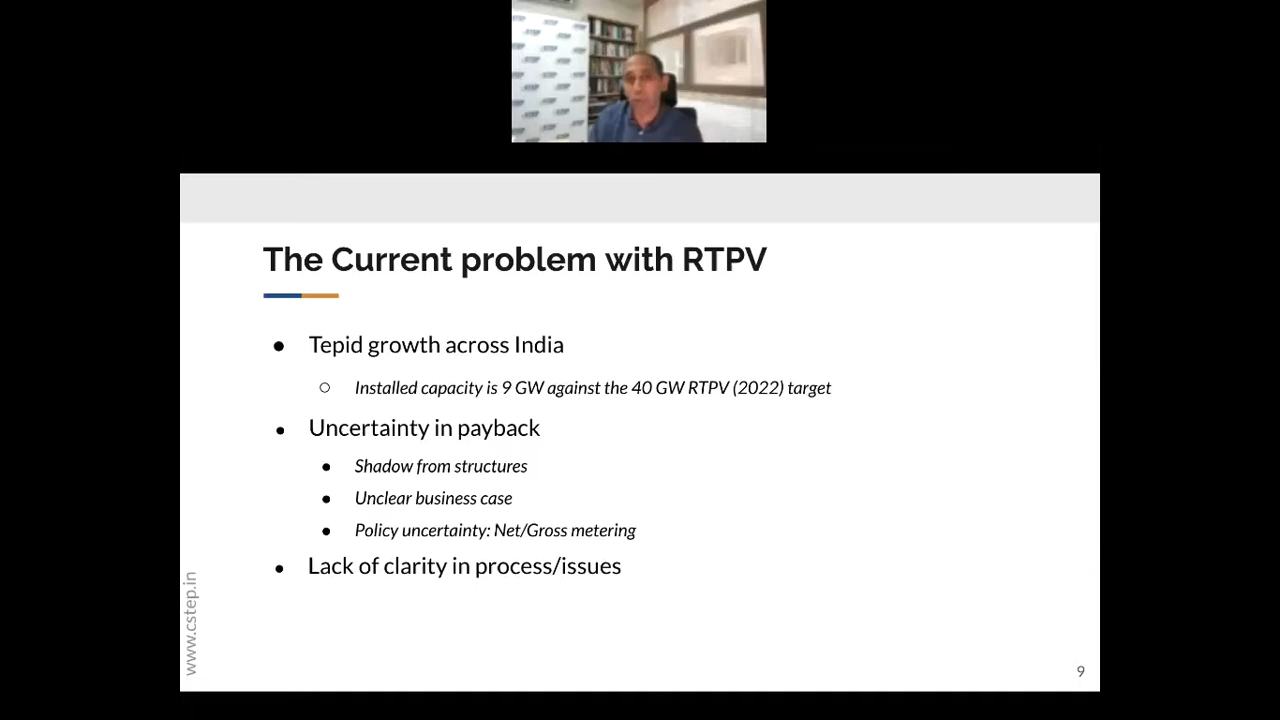 The Current problem with RTPV
● Tepid growth across India
○ Installed capacity is 9 GW against the 40 GW RTPV (2022) target
● Uncertainty in payback
● Shadow from structures
● Unclear business case
● Policy uncertainty: Net/Gross metering
● Lack of clarity in process/issues
www.cstep.in
9